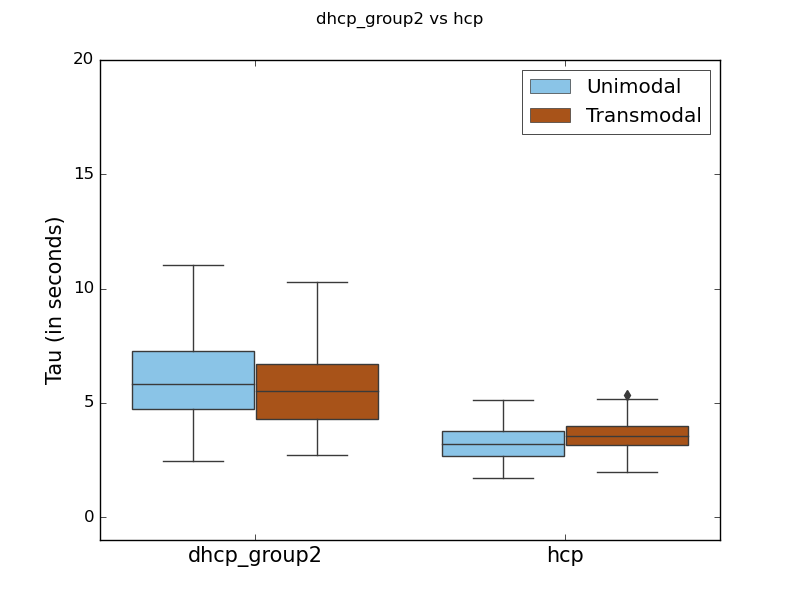 dhcp_group2 vs hcp
20
15
10
5
0
Tau (in seconds)
Unimodal
Transmodal
dhcp_group2
hcp